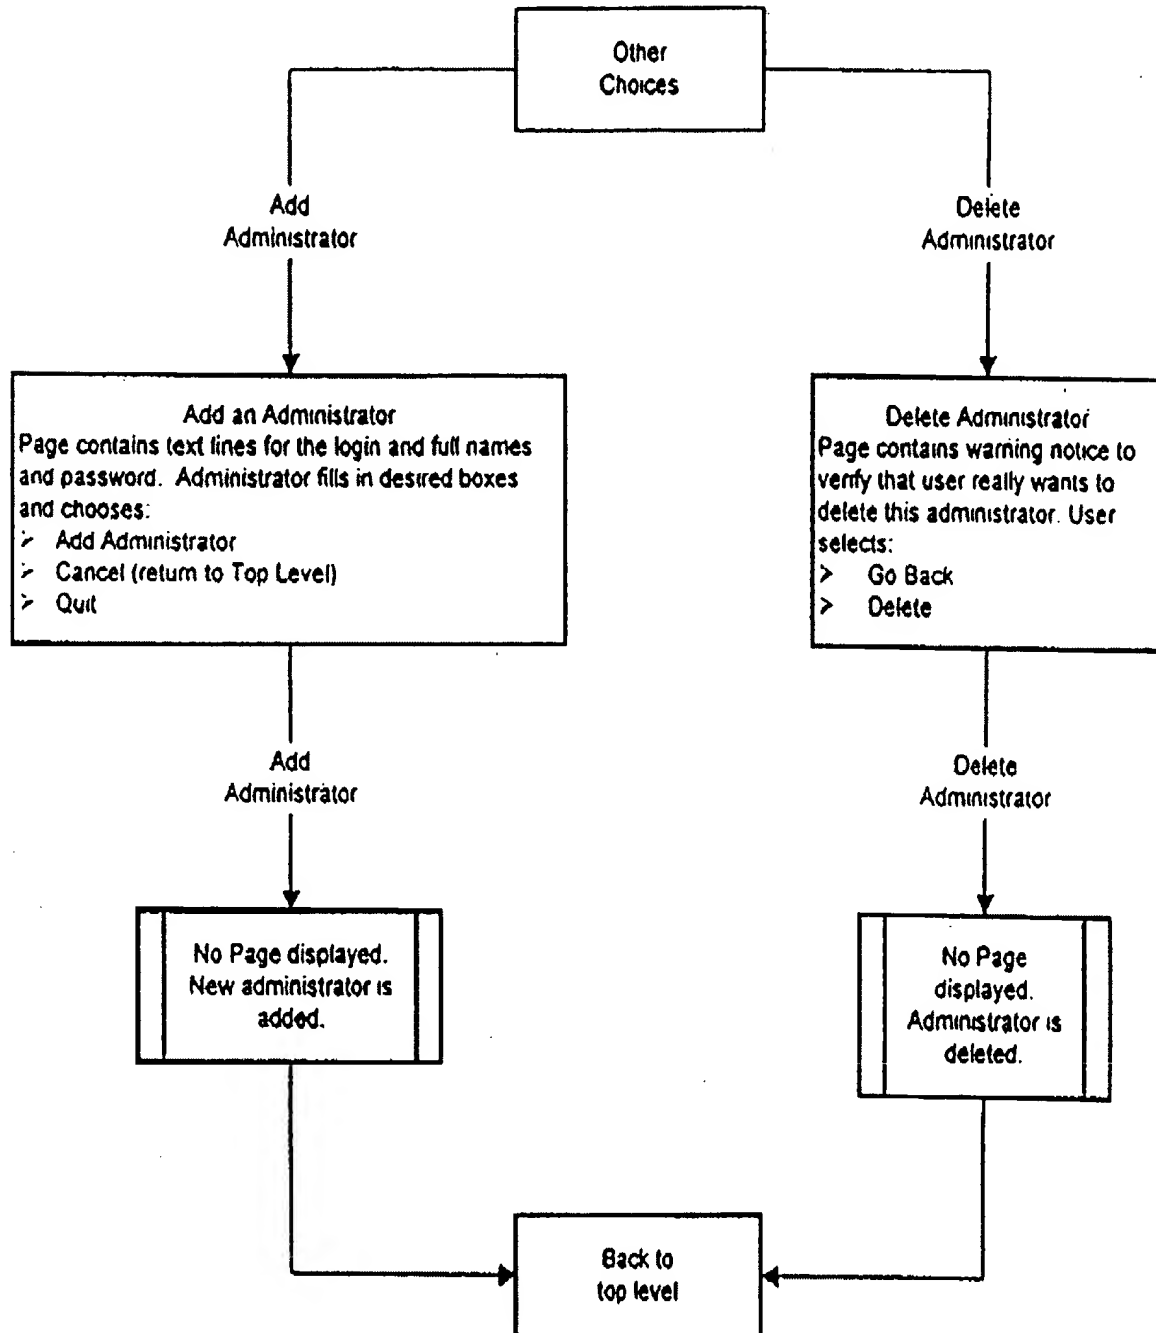 Other
Choices
Add
Administrator
Delete
Administrator
Add an Administrator
Page contains text lines for the login and full names
and password. Administrator fills in desired boxes
and chooses:
➢ Add Administrator
➢ Cancel (return to Top Level)
➢ Quit
Delete Administrator
Page contains warning notice to
verify that user really wants to
delete this administrator. User
selects:
➢ Go Back
➢ Delete
Add
Administrator
Delete
Administrator
No Page displayed.
New administrator is
added.
No Page
displayed.
Administrator is
deleted.
Back to
top level